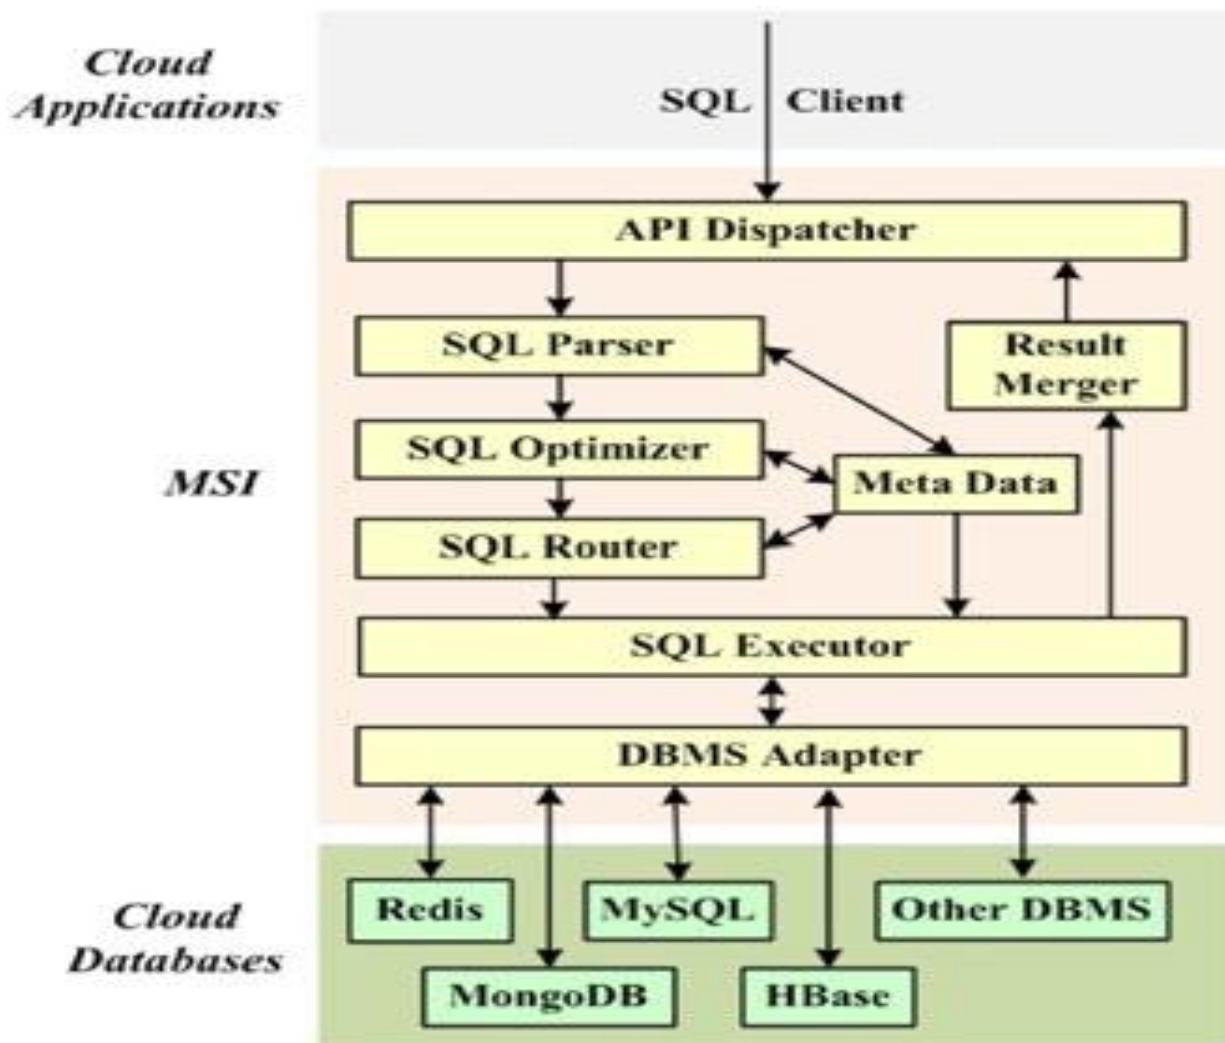 Cloud
Applications
SQL Client
API Dispatcher
SQL Parser
Result
Merger
SQL Optimizer
MSI
Meta Data
SQL Router
SQL Executor
DBMS Adapter
Cloud
Databases
Redis
MySQL
Other DBMS
MongoDB
HBase